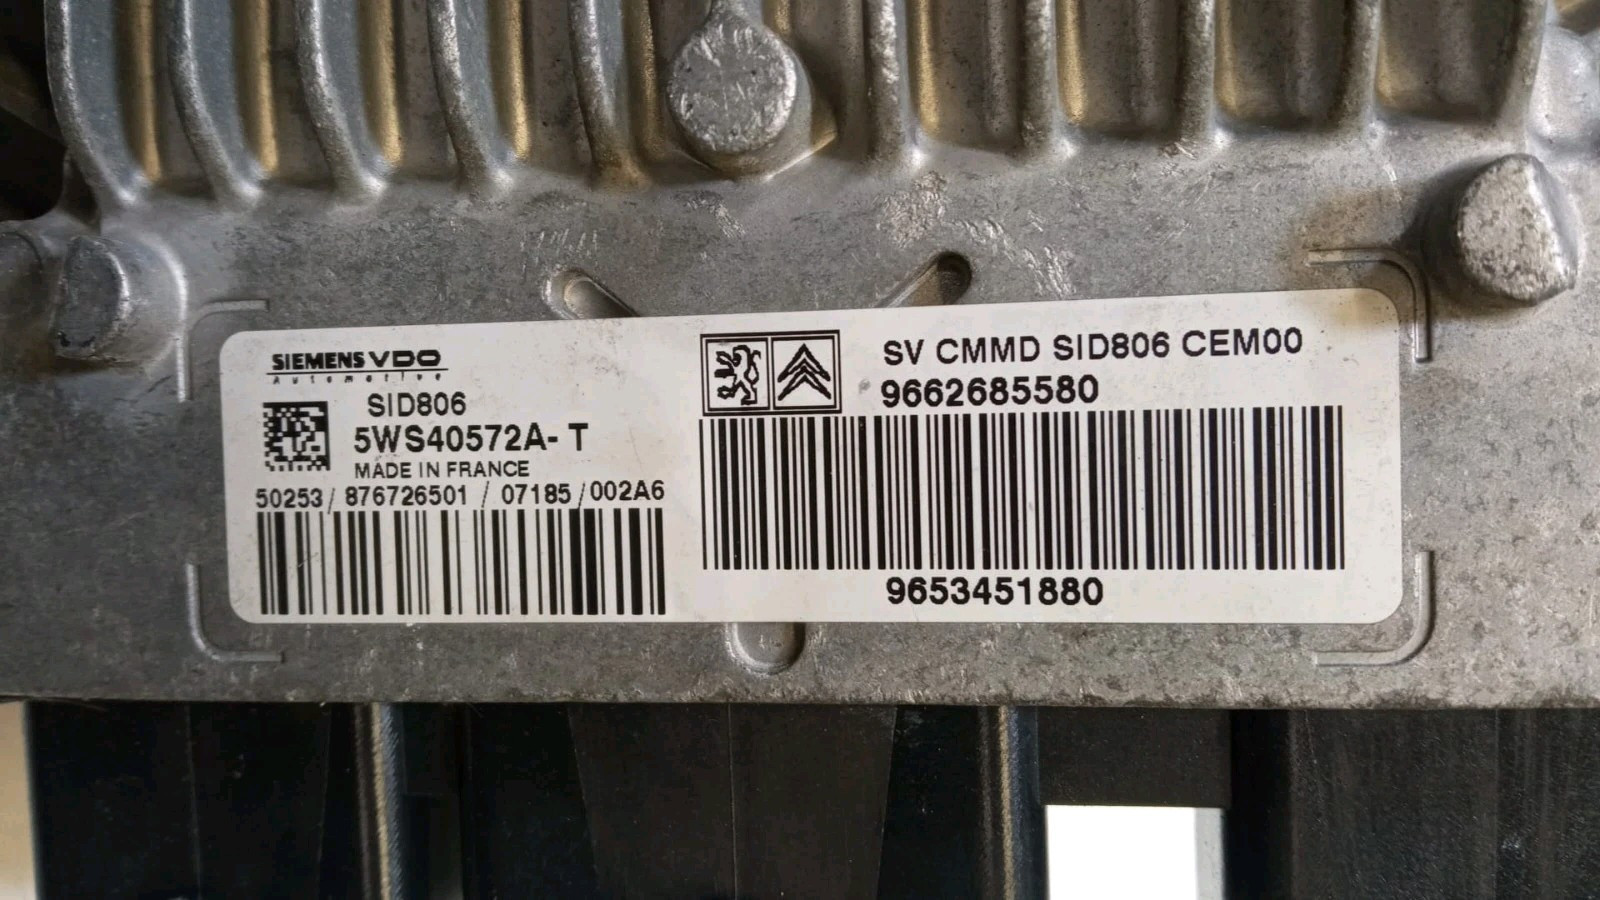 SIEMENS VDO
Automotive
SID806
5WS40572A- T
MADE IN FRANCE
50253/ 876726501 / 07185 /002A6
SV CMMD SID806 CEM00
9662685580
9653451880